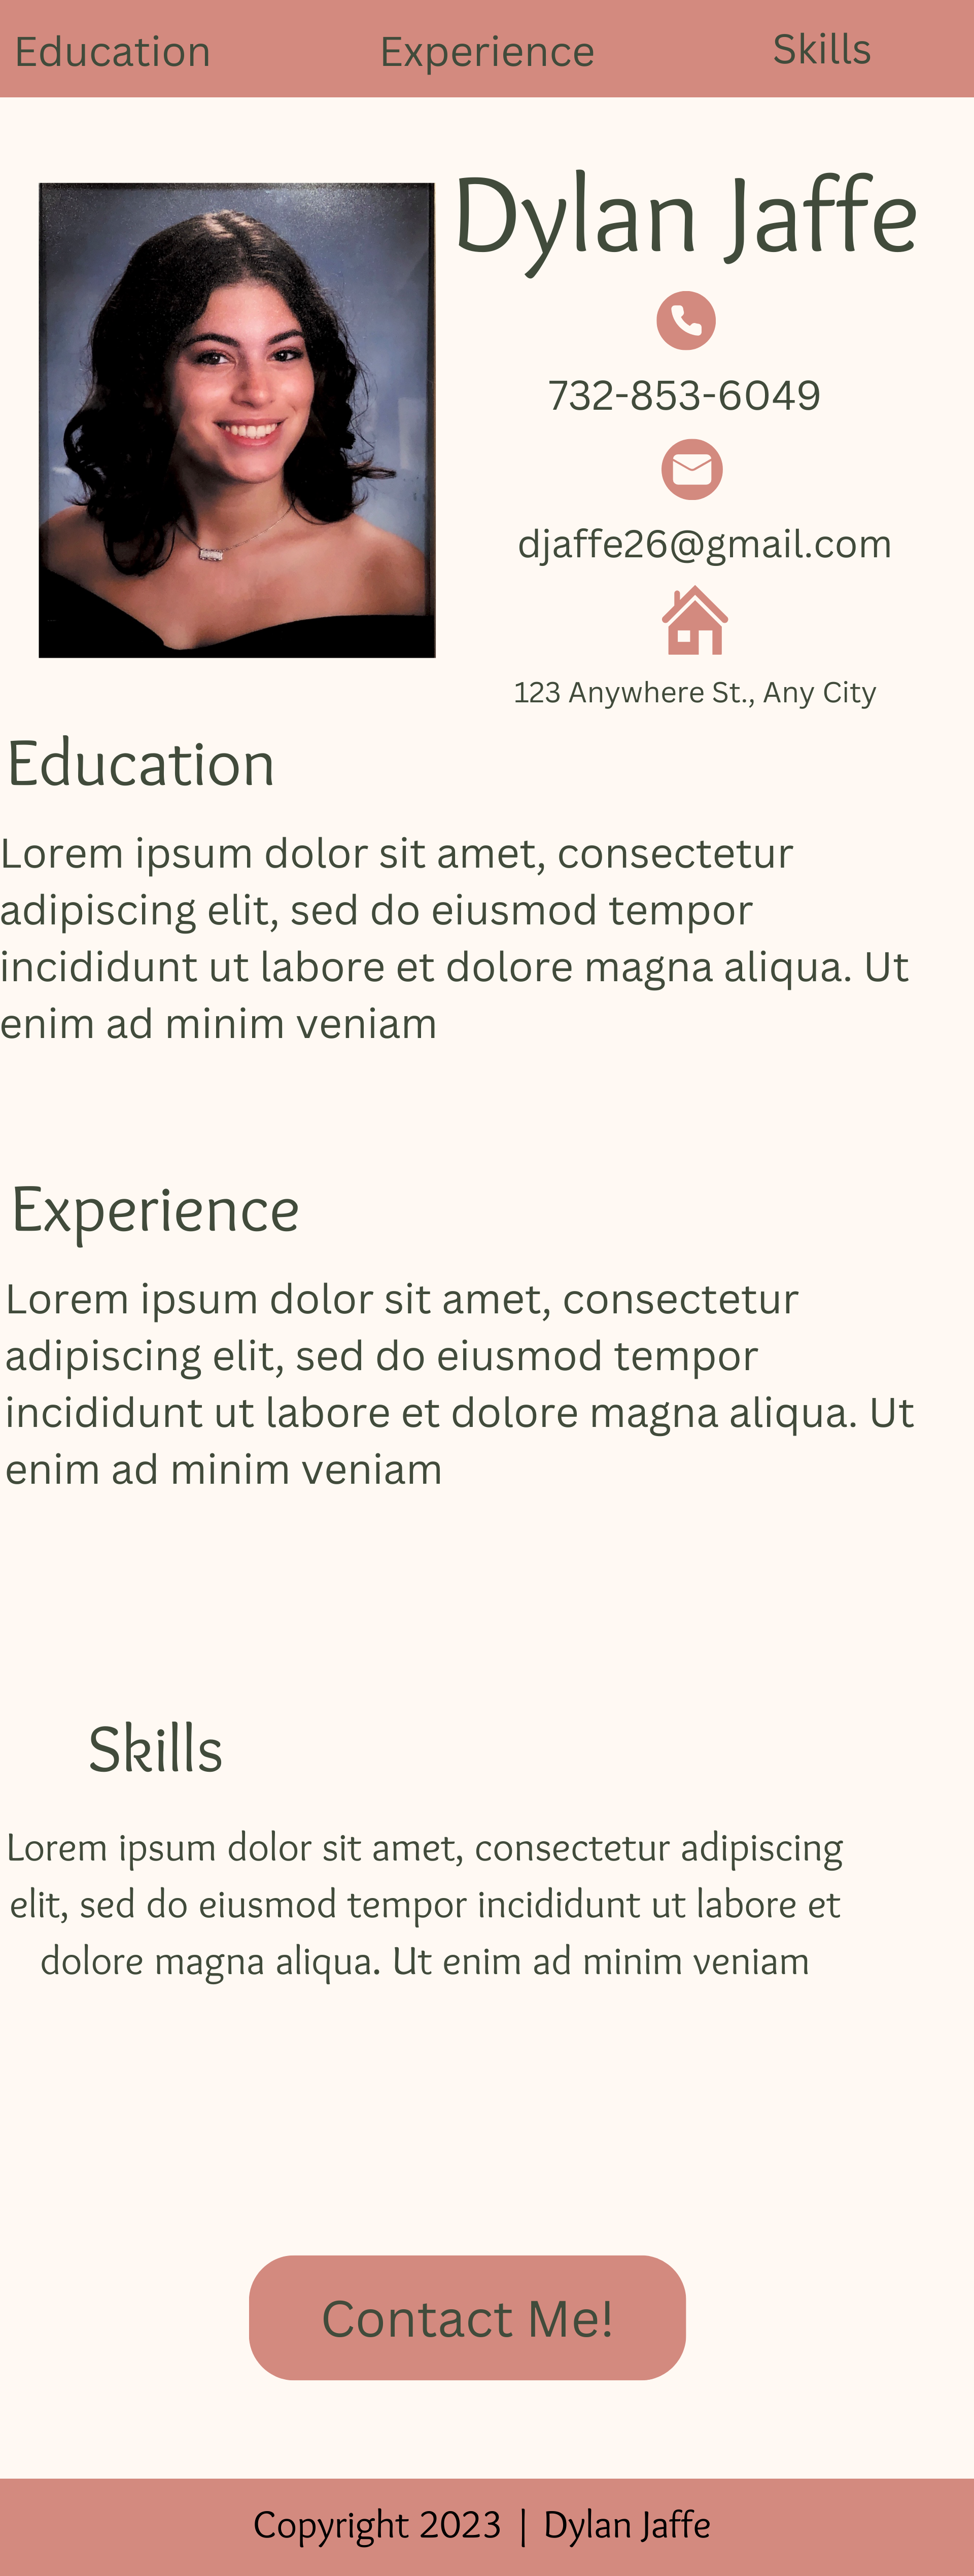 Education
Experience
Skills
Dylan Jaffe
732-853-6049
djaffe26@gmail.com
123 Anywhere St., Any City
Education
Lorem ipsum dolor sit amet, consectetur
adipiscing elit, sed do eiusmod tempor
incididunt ut labore et dolore magna aliqua. Ut
enim ad minim veniam
Experience
Lorem ipsum dolor sit amet, consectetur
adipiscing elit, sed do eiusmod tempor
incididunt ut labore et dolore magna aliqua. Ut
enim ad minim veniam
Skills
Lorem ipsum dolor sit amet, consectetur adipiscing
elit, sed do eiusmod tempor incididunt ut labore et
dolore magna aliqua. Ut enim ad minim veniam
Contact Me!
Copyright 2023 | Dylan Jaffe